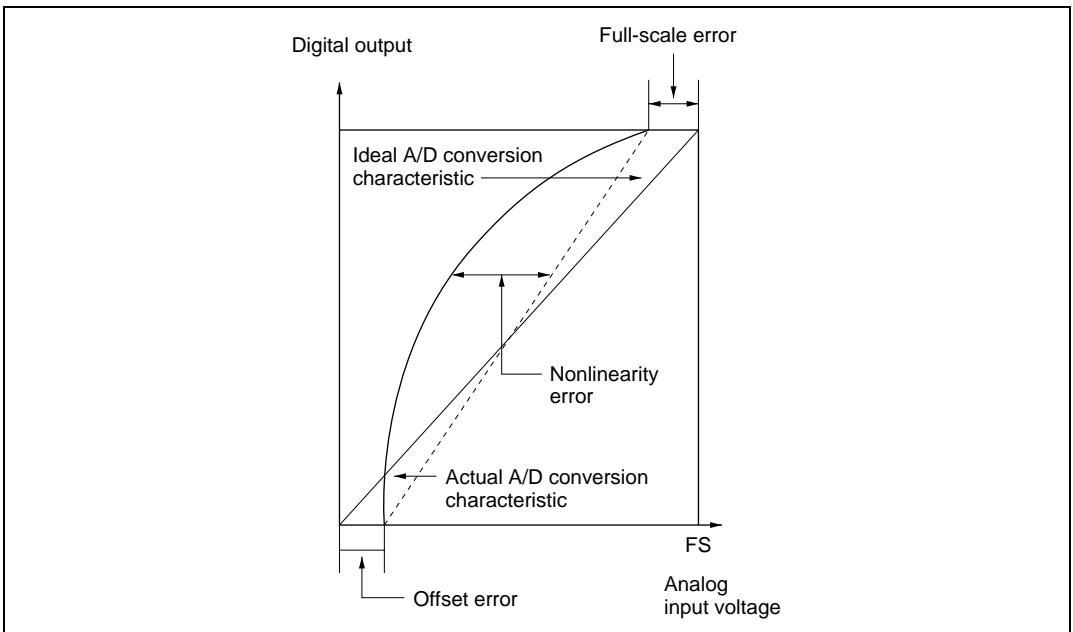 Full-scale error
Digital output
Ideal A/D conversion
characteristic
Nonlinearity
error
Actual A/D conversion
characteristic
FS
Offset error
Analog
input voltage